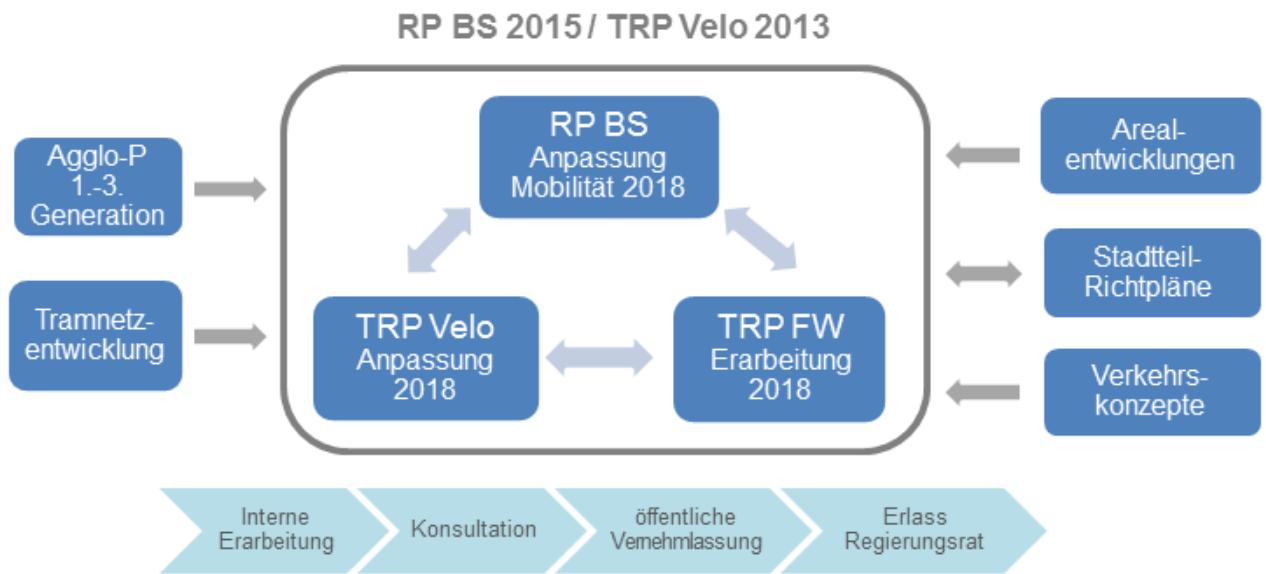 RP BS 2015 / TRP Velo 2013
Agglo-P
1.-3.
Generation
Tramnetz-
entwicklung
RP BS
Anpassung
Mobilität 2018
TRP Velo
Anpassung
2018
TRP FW
Erarbeitung
2018
Areal-
entwicklungen
Stadtteil-
Richtpläne
Verkehrs-
konzepte
Interne
Erarbeitung
Konsultation
öffentliche
Vernehmlassung
Erlass
Regierungsrat